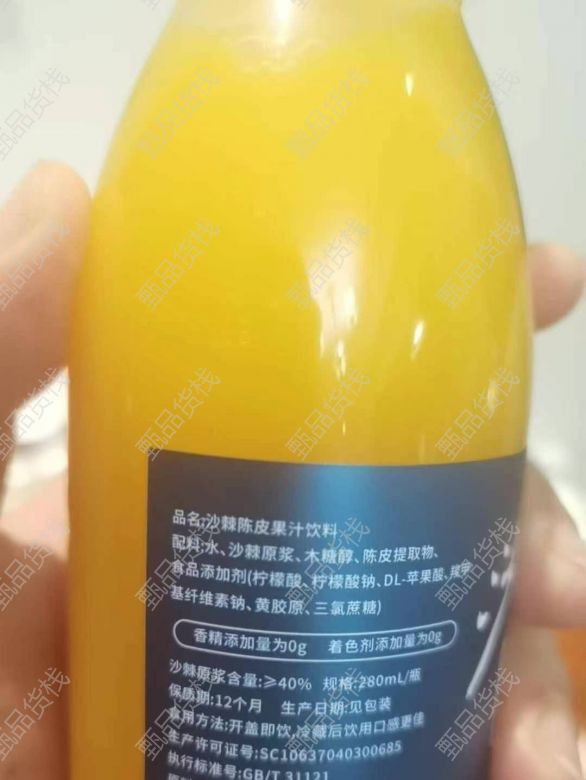 品名:沙棘陈皮果汁饮料
配料:水、沙棘原浆、木糖醇、陈皮提取物、
食品添加剂(柠檬酸、柠檬酸钠、DL-苹果酸、羧甲
基纤维素钠、黄胶原、三氯蔗糖)
香精添加量为0g 着色剂添加量为0g
沙棘原浆含量:≥40% 规格:280mL/瓶
保质期:12个月 生产日期:见包装
食用方法:开盖即饮,冷藏后饮用口感更佳
生产许可证号:SC10637040300685
执行标准号:GB/T 31121
甄品货栈